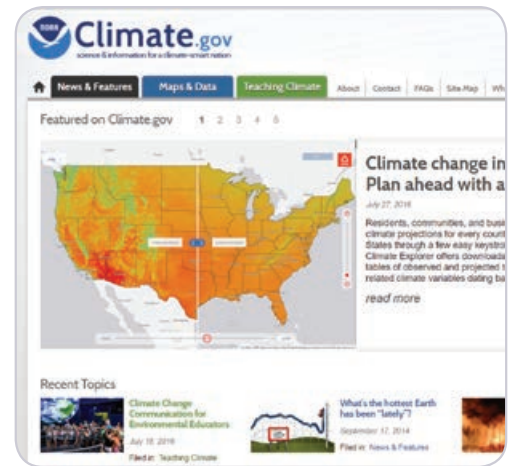 NOAA
Climate.gov
science & information for a climate-smart nation
News & Features Maps & Data Teaching Climate About Contact FAQs Site Map Wh
Featured on Climate.gov 1 2 3 4 5
Climate change in
Plan ahead with a
July 27, 2016
Residents, communities, and busi
climate projections for every count
States through a few easy keystro
Climate Explorer offers downloada
tables of observed and projected
related climate variables dating ba
read more
Recent Topics
Climate Change
Communication for
Environmental Educators
July 18, 2016
Filed in: Teaching Climate
What's the hottest Earth
has been "lately"?
September 17, 2014
Filed in: News & Features